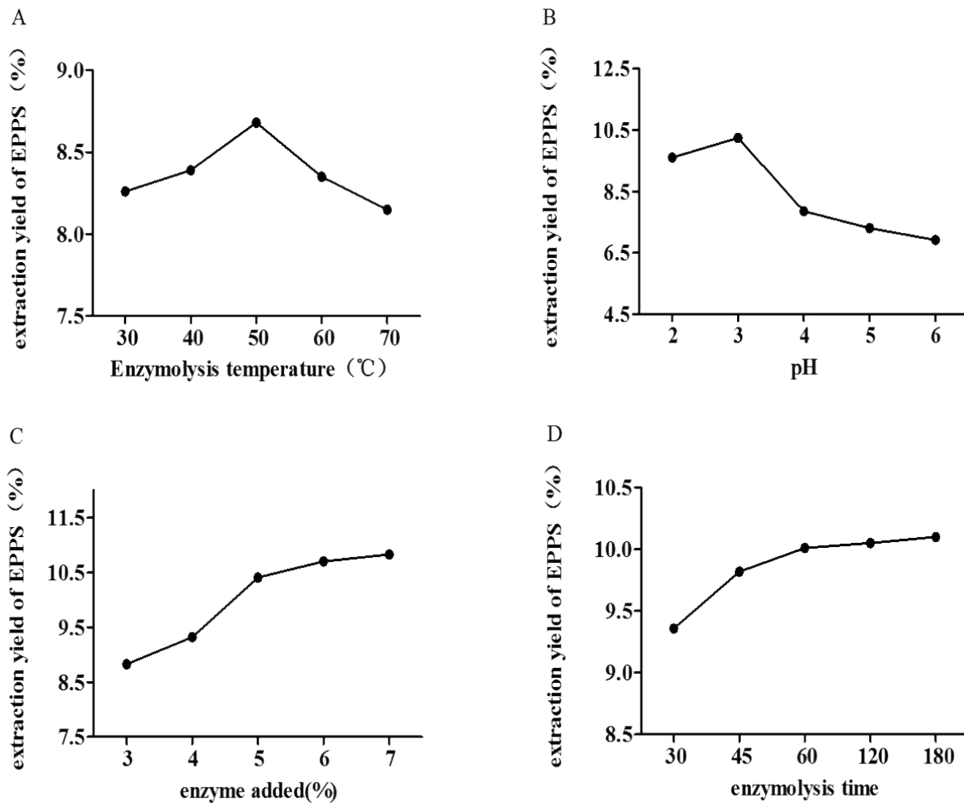 A
extraction yield of EPPS（%）
9.0
8.5
8.0
7.5
30 40 50 60 70
Enzymolysis temperature（℃）
B
extraction yield of EPPS（%）
12.5
10.5
8.5
6.5
4.5
2 3 4 5 6
pH
C
extraction yield of EPPS（%）
11.5
10.5
9.5
8.5
7.5
3 4 5 6 7
enzyme added(%)
D
extraction yield of EPPS（%）
10.5
10.0
9.5
9.0
8.5
30 45 60 120 180
enzymolysis time